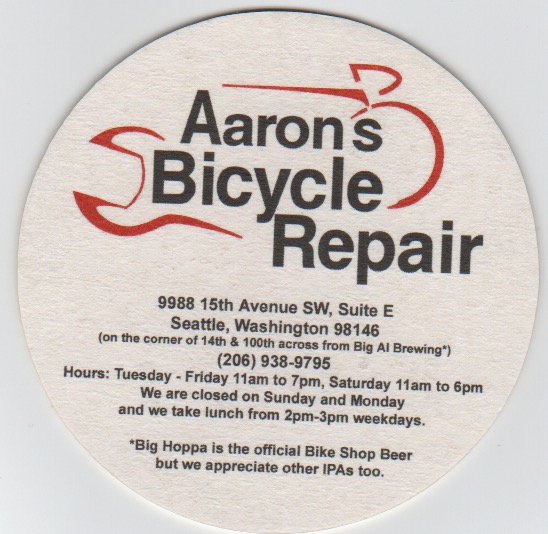 Aaron's
Bicycle
Repair
9988 15th Avenue SW, Suite E
Seattle, Washington 98146
(on the corner of 14th & 100th across from Big Al Brewing*)
(206) 938-9795
Hours: Tuesday - Friday 11am to 7pm, Saturday 11am to 6pm
We are closed on Sunday and Monday
and we take lunch from 2pm-3pm weekdays.
*Big Hoppa is the official Bike Shop Beer
but we appreciate other IPAs too.